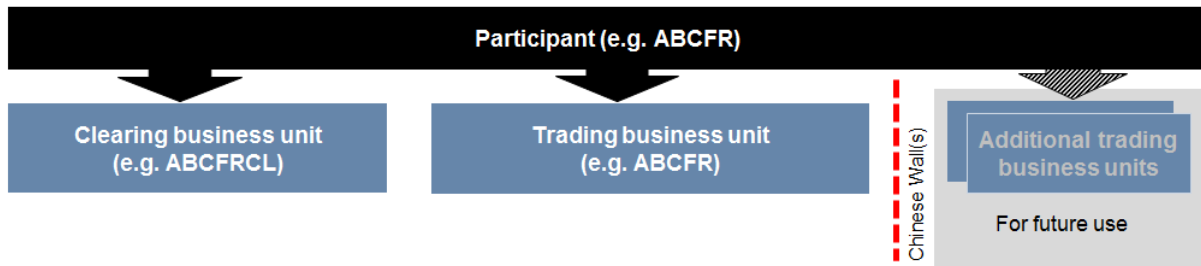 Participant (e.g. ABCFR)
Clearing business unit
(e.g. ABCFRCL)
Trading business unit
(e.g. ABCFR)
Chinese Wall(s)
Additional trading
business units
For future use